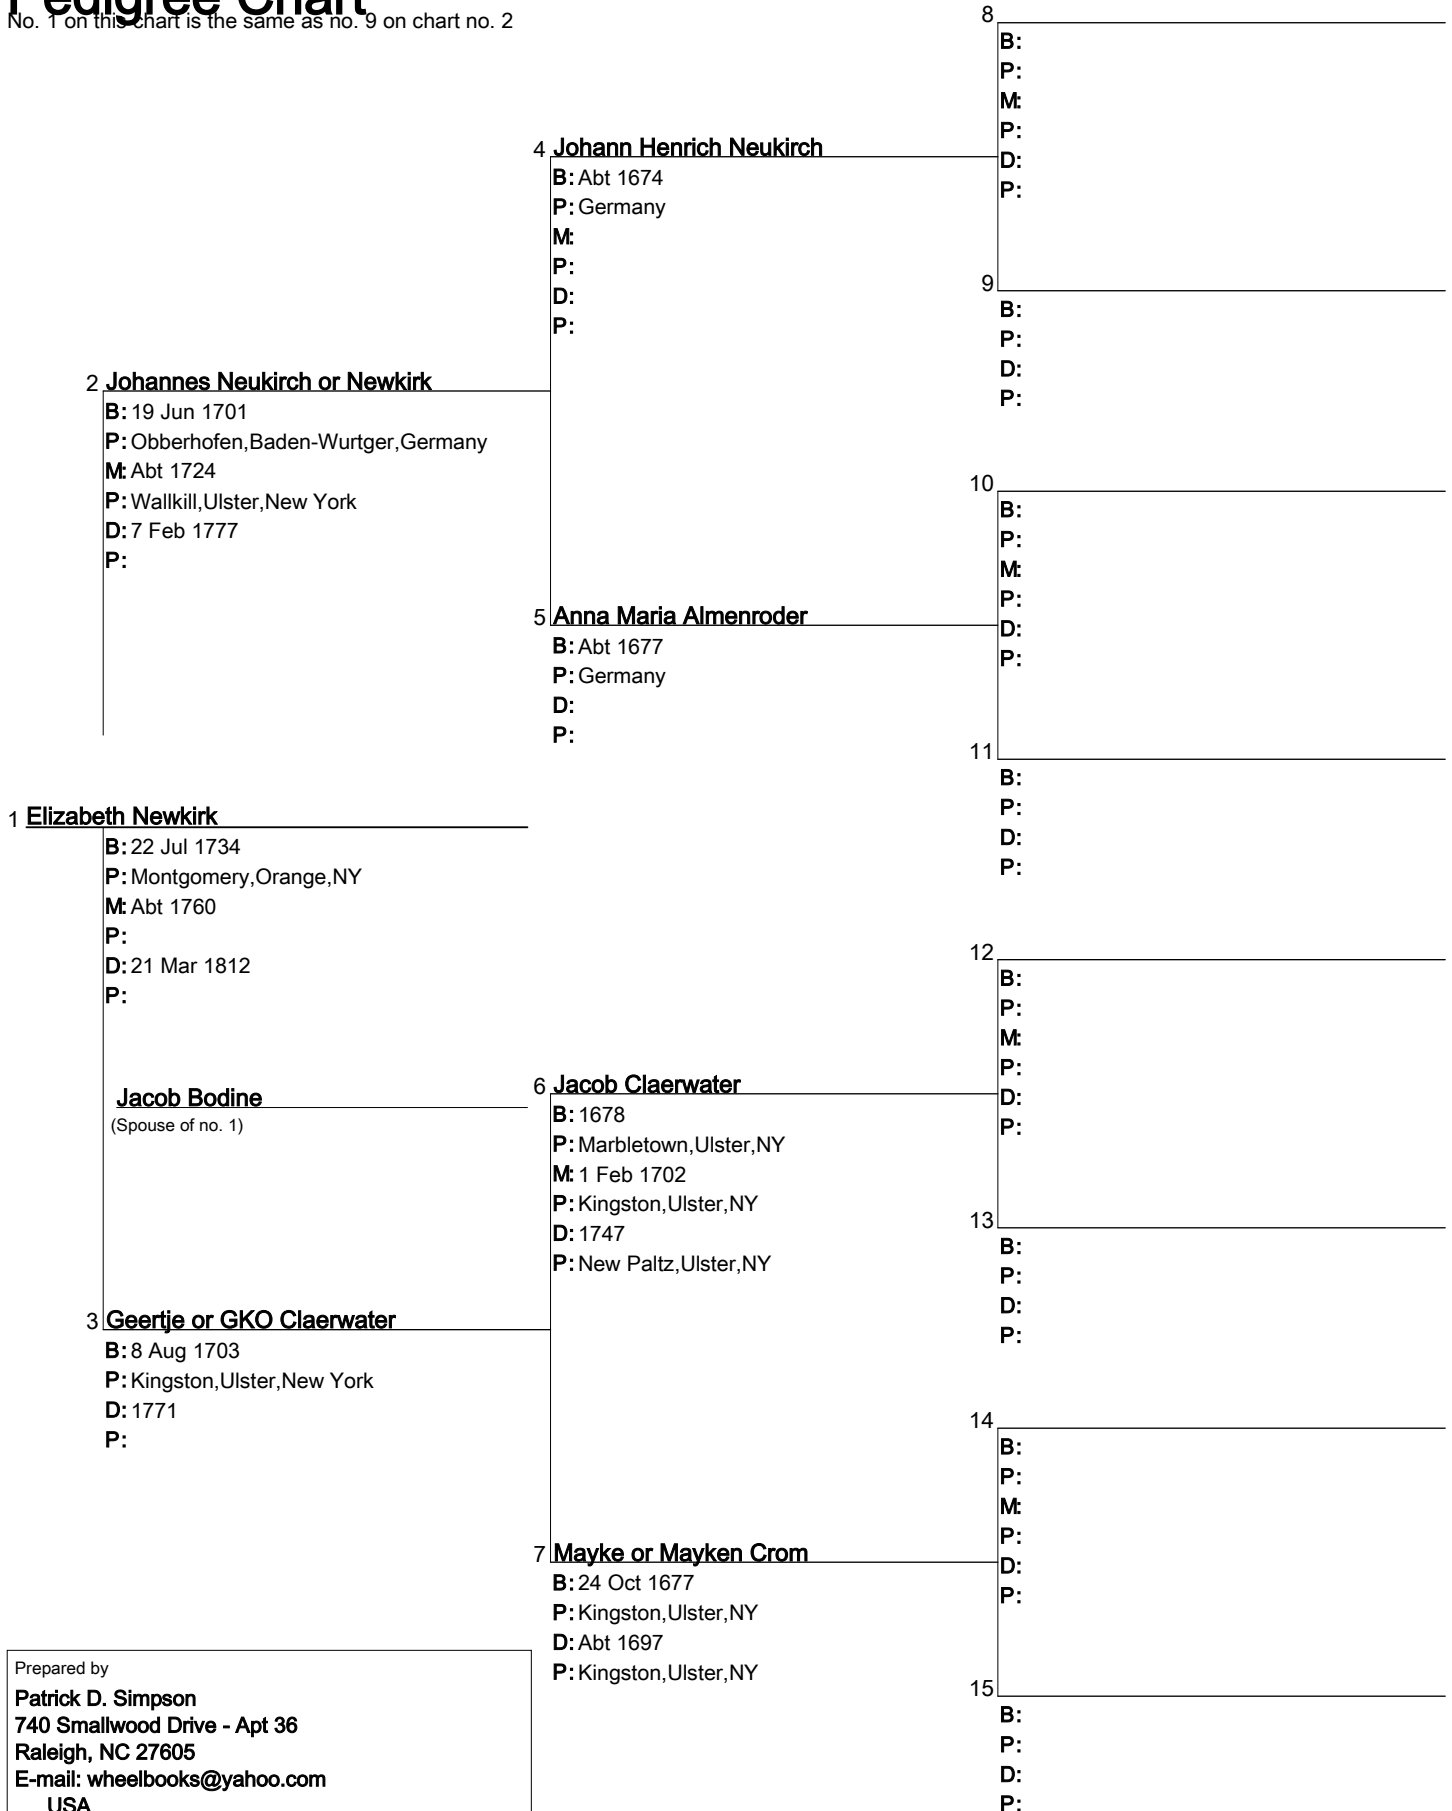 Pedigree Chart
No. 1 on this chart is the same as no. 9 on chart no. 2
8
B:
P:
M:
P:
D:
P:
4 Johann Henrich Neukirch
B: Abt 1674
P: Germany
M:
P:
D:
P:
9
B:
P:
D:
P:
2 Johannes Neukirch or Newkirk
B: 19 Jun 1701
P: Obberhofen,Baden-Wurtger,Germany
M: Abt 1724
P: Wallkill,Ulster,New York
D: 7 Feb 1777
P:
10
B:
P:
M:
P:
D:
P:
5 Anna Maria Almenroder
B: Abt 1677
P: Germany
D:
P:
11
B:
P:
D:
P:
1 Elizabeth Newkirk
B: 22 Jul 1734
P: Montgomery,Orange,NY
M: Abt 1760
P:
D: 21 Mar 1812
P:
12
B:
P:
M:
P:
D:
P:
Jacob Bodine
(Spouse of no. 1)
6 Jacob Claerwater
B: 1678
P: Marbletown,Ulster,NY
M: 1 Feb 1702
P: Kingston,Ulster,NY
D: 1747
P: New Paltz,Ulster,NY
13
B:
P:
D:
P:
3 Geertje or GKO Claerwater
B: 8 Aug 1703
P: Kingston,Ulster,New York
D: 1771
P:
14
B:
P:
M:
P:
D:
P:
7 Mayke or Mayken Crom
B: 24 Oct 1677
P: Kingston,Ulster,NY
D: Abt 1697
P: Kingston,Ulster,NY
15
B:
P:
D:
P:
Prepared by
Patrick D. Simpson
740 Smallwood Drive - Apt 36
Raleigh, NC 27605
E-mail: wheelbooks@yahoo.com
USA